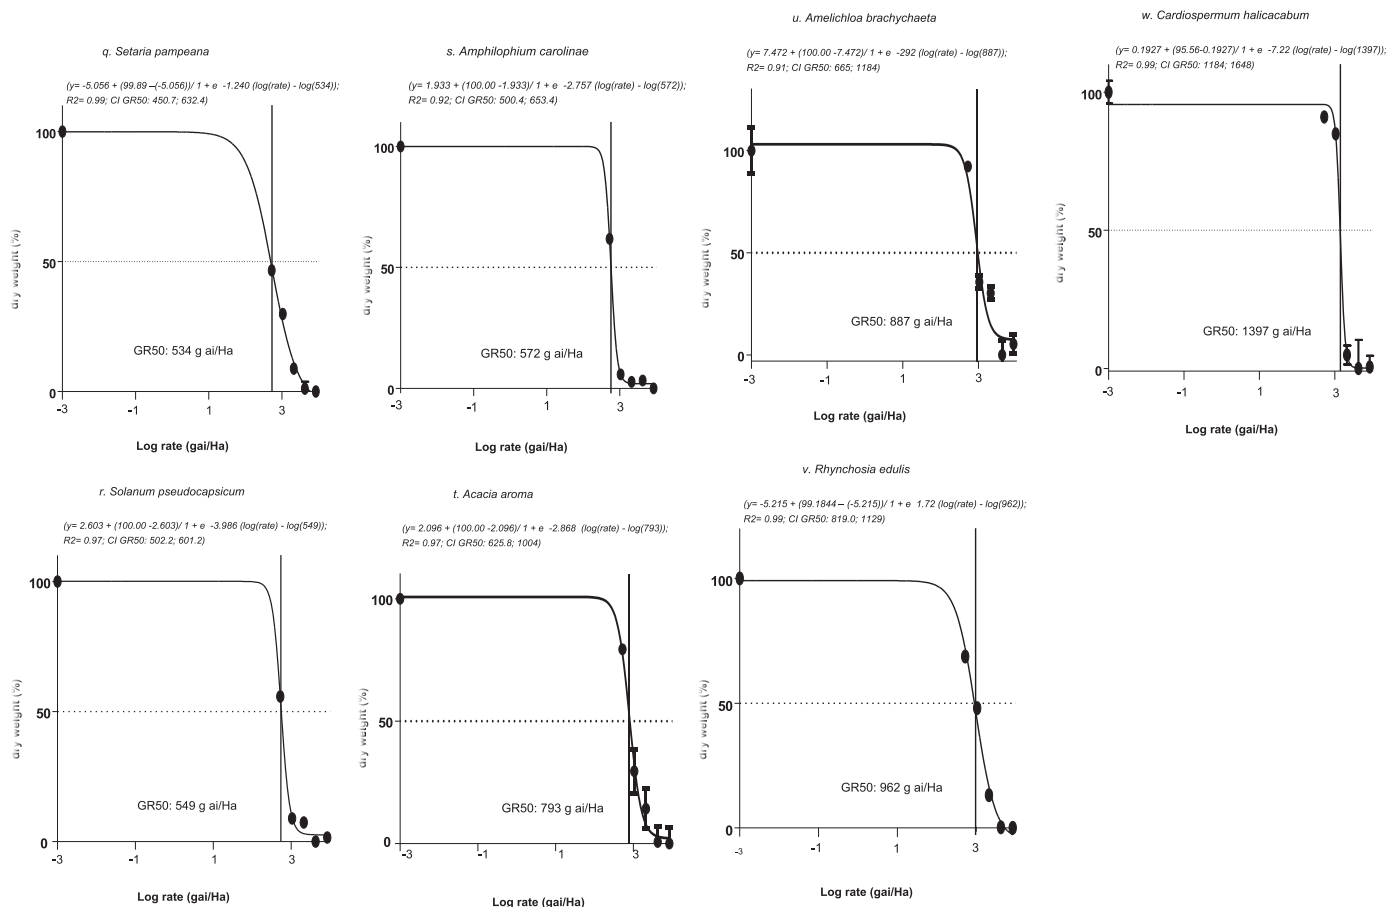 q. Setaria pampeana
(y= -5.056 + (99.89 –(-5.056))/ 1 + e -1.240 (log(rate) - log(534));
R2= 0.99; CI GR50: 450.7; 632.4)
100
50
0
dry weight (%)
GR50: 534 g ai/Ha
-3 -1 1 3
Log rate (gai/Ha)
s. Amphilophium carolinae
(y= 1.933 + (100.00 -1.933)/ 1 + e -2.757 (log(rate) - log(572));
R2= 0.92; CI GR50: 500.4; 653.4)
100
50
0
dry weight (%)
GR50: 572 g ai/Ha
-3 -1 1 3
Log rate (gai/Ha)
u. Amelichloa brachychaeta
(y= 7.472 + (100.00 -7.472)/ 1 + e -292 (log(rate) - log(887));
R2= 0.91; CI GR50: 665; 1184)
100
50
0
dry weight (%)
GR50: 887 g ai/Ha
-3 -1 1 3
Log rate (gai/Ha)
w. Cardiospermum halicacabum
(y= 0.1927 + (95.56-0.1927)/ 1 + e -7.22 (log(rate) - log(1397));
R2= 0.99; CI GR50: 1184; 1648)
100
50
0
dry weight (%)
GR50: 1397 g ai/Ha
-3 -1 1 3
Log rate (gai/Ha)
r. Solanum pseudocapsicum
(y= 2.603 + (100.00 -2.603)/ 1 + e -3.986 (log(rate) - log(549));
R2= 0.97; CI GR50: 502.2; 601.2)
100
50
0
dry weight (%)
GR50: 549 g ai/Ha
-3 -1 1 3
Log rate (gai/Ha)
t. Acacia aroma
(y= 2.096 + (100.00 -2.096)/ 1 + e -2.868 (log(rate) - log(793));
R2= 0.97; CI GR50: 625.8; 1004)
100
50
0
dry weight (%)
GR50: 793 g ai/Ha
-3 -1 1 3
Log rate (gai/Ha)
v. Rhynchosia edulis
(y= -5.215 + (99.1844 – (-5.215))/ 1 + e 1.72 (log(rate) - log(962));
R2= 0.99; CI GR50: 819.0; 1129)
100
50
0
dry weight (%)
GR50: 962 g ai/Ha
-3 -1 1 3
Log rate (gai/Ha)